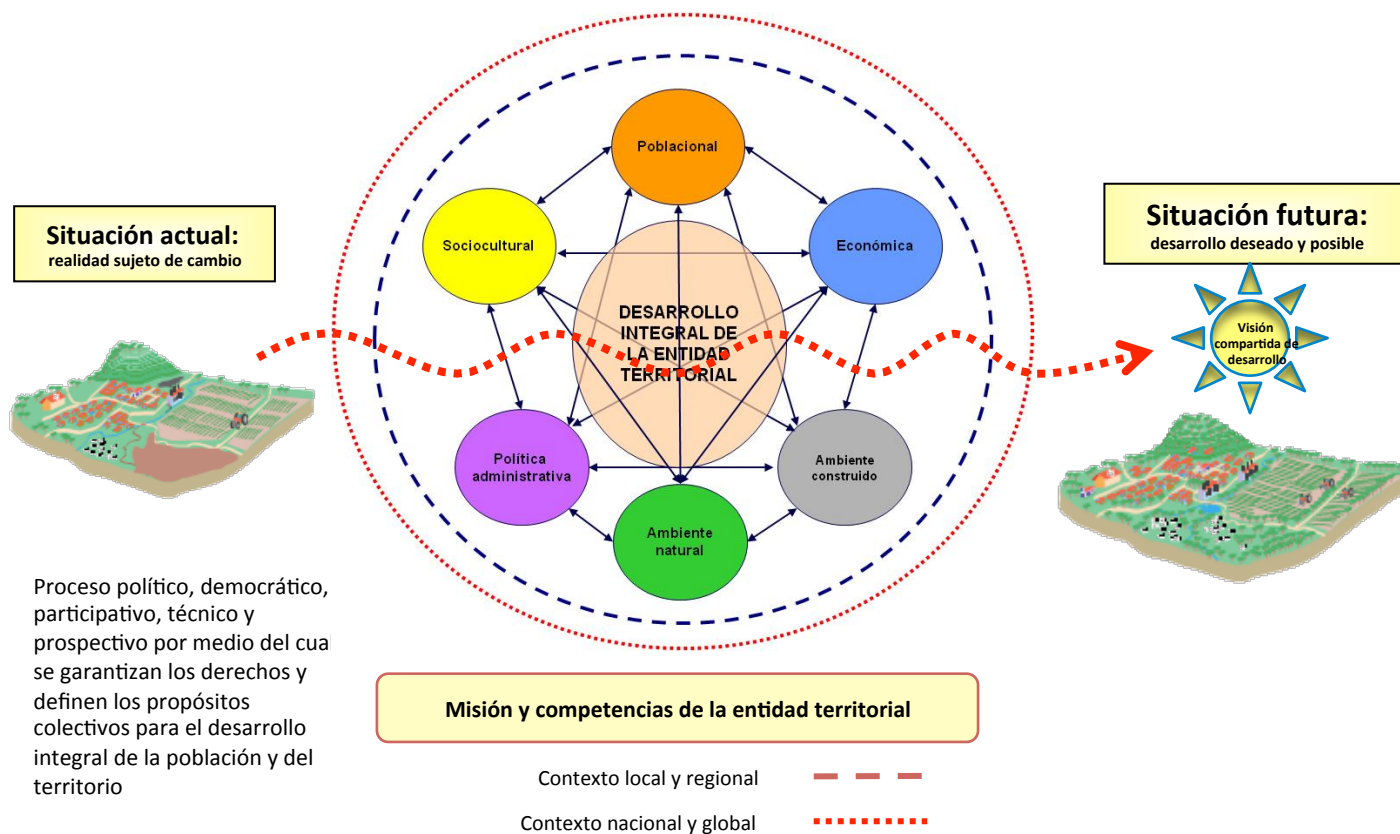 Situación actual:
realidad sujeto de cambio
Poblacional
Sociocultural
Económica
DESARROLLO
INTEGRAL DE
LA ENTIDAD
TERRITORIAL
Política
administrativa
Ambiente
construido
Ambiente
natural
Situación futura:
desarrollo deseado y posible
Visión
compartida de
desarrollo
Proceso político, democrático,
participativo, técnico y
prospectivo por medio del cua
se garantizan los derechos y
definen los propósitos
colectivos para el desarrollo
integral de la población y del
territorio
Misión y competencias de la entidad territorial
Contexto local y regional
Contexto nacional y global